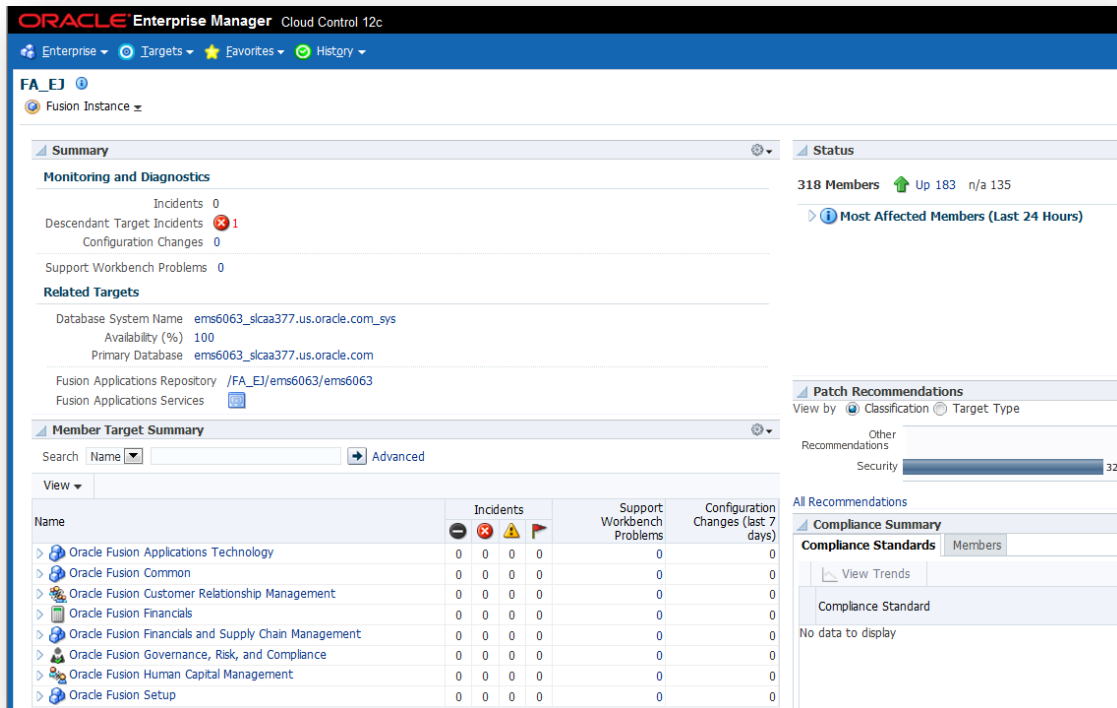 ORACLE Enterprise Manager Cloud Control 12c
Enterprise Targets Favorites History
FA_EJ
Fusion Instance
Summary
Monitoring and Diagnostics
Incidents 0
Descendant Target Incidents 1
Configuration Changes 0
Support Workbench Problems 0
Related Targets
Database System Name ems6063_slcaa377.us.oracle.com_sys
Availability (%) 100
Primary Database ems6063_slcaa377.us.oracle.com
Fusion Applications Repository /FA_EJ/ems6063/ems6063
Fusion Applications Services
Member Target Summary
Search Name Advanced
View
Name Incidents Support Workbench Problems Configuration Changes (last 7 days)
Oracle Fusion Applications Technology 0 0 0 0 0 0
Oracle Fusion Common 0 0 0 0 0 0
Oracle Fusion Customer Relationship Management 0 0 0 0 0 0
Oracle Fusion Financials 0 0 0 0 0 0
Oracle Fusion Financials and Supply Chain Management 0 0 0 0 0 0
Oracle Fusion Governance, Risk, and Compliance 0 0 0 0 0 0
Oracle Fusion Human Capital Management 0 0 0 0 0 0
Oracle Fusion Setup 0 0 0 0 0 0
Status
318 Members Up 183 n/a 135
Most Affected Members (Last 24 Hours)
Patch Recommendations
View by Classification Target Type
Other
Recommendations
Security 32
All Recommendations
Compliance Summary
Compliance Standards Members
View Trends
Compliance Standard
No data to display